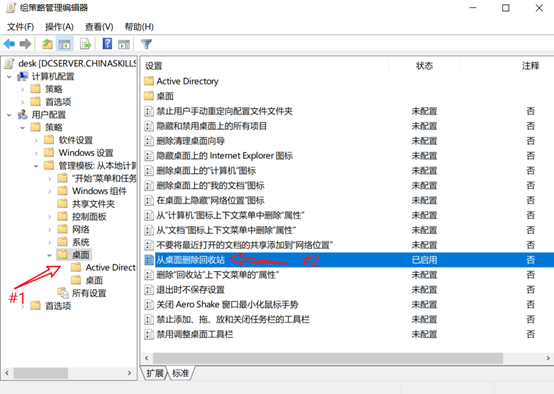 组策略管理编辑器
文件(F) 操作(A) 查看(V) 帮助(H)
desk [DCSERVER.CHINASKILLS
计算机配置
策略
首选项
用户配置
策略
软件设置
Windows 设置
管理模板: 从本地计算
"开始"菜单和任务
Windows 组件
共享文件夹
控制面板
网络
系统
桌面
Active Direct
桌面
所有设置
首选项
#1
设置 状态 注释
Active Directory
桌面
禁止用户手动重定向配置文件文件夹 未配置 否
隐藏和禁用桌面上的所有项目 未配置 否
删除清理桌面向导 未配置 否
隐藏桌面上的 Internet Explorer 图标 未配置 否
删除桌面上的"计算机"图标 未配置 否
删除桌面上的"我的文档"图标 未配置 否
在桌面上隐藏"网络位置"图标 未配置 否
从"计算机"图标上下文菜单中删除"属性" 未配置 否
从"文档"图标上下文菜单中删除"属性" 未配置 否
不要将最近打开的文档的共享添加到"网络位置" 未配置 否
从桌面删除回收站 #2 已启用 否
删除"回收站"上下文菜单的"属性" 未配置 否
退出时不保存设置 未配置 否
关闭 Aero Shake 窗口最小化鼠标手势 未配置 否
禁止添加、拖、放和关闭任务栏的工具栏 未配置 否
禁用调整桌面工具栏 未配置 否
扩展 标准